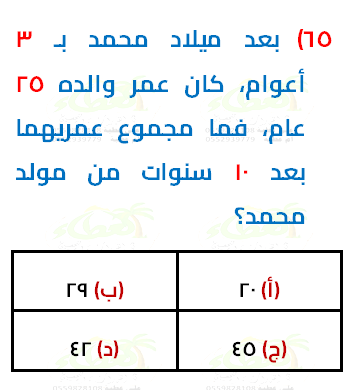 ٦٥) بعد ميلاد محمد بـ ٣
أعوام، كان عمر والده ٢٥
عام، فما مجموع عمريهما
بعد ١٠ سنوات من مولد
محمد؟
(أ) ٢٠ (ب) ٢٩
(ج) ٤٥ (د) ٤٢